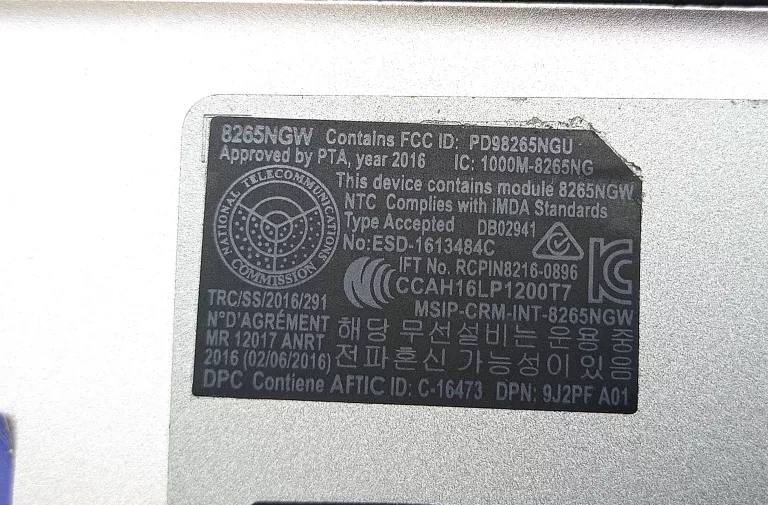 8265NGW Contains FCC ID: PD98265NGU
Approved by PTA, year 2016 IC: 1000M-8265NG
This device contains module 8265NGW
NTC Complies with iMDA Standards
Type Accepted DB02941
No:ESD-1613484C
NATIONAL TELECOMMUNICATIONS COMMISSION
IFT No. RCPIN8216-0896
CCAH16LP1200T7
MSIP-CRM-INT-8265NGW
TRC/SS/2016/291
N°D'AGRÉMENT
MR 12017 ANRT
2016 (02/06/2016)
해당 무선설비는 운용 중
전파혼신 가능성이 있음
DPC Contiene AFTIC ID: C-16473 DPN: 9J2PF A01